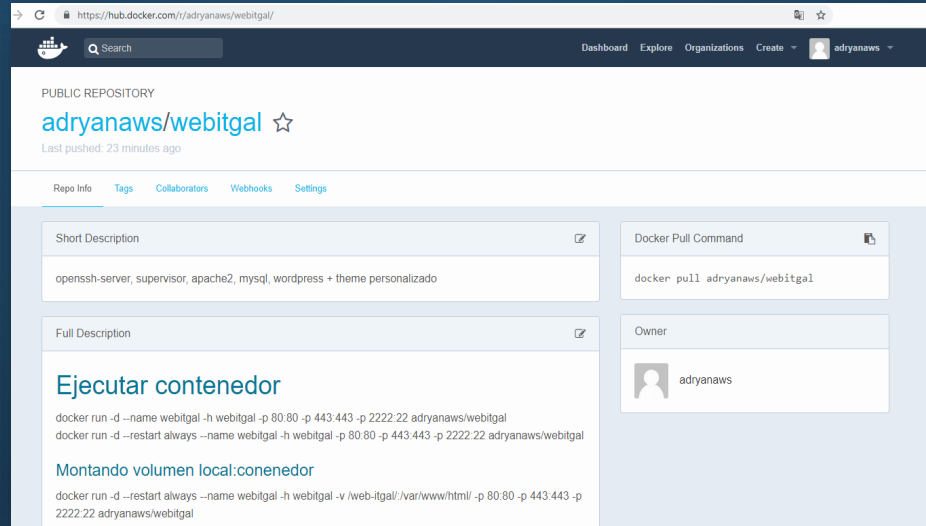 https://hub.docker.com/r/adryanaws/webitgal/
Search
Dashboard Explore Organizations Create adryanaws
PUBLIC REPOSITORY
adryanaws/webitgal
Last pushed: 23 minutes ago
Repo Info Tags Collaborators Webhooks Settings
Short Description
openssh-server, supervisor, apache2, mysql, wordpress + theme personalizado
Full Description
Ejecutar contenedor
docker run -d --name webitgal -h webitgal -p 80:80 -p 443:443 -p 2222:22 adryanaws/webitgal
docker run -d --restart always --name webitgal -h webitgal -p 80:80 -p 443:443 -p 2222:22 adryanaws/webitgal
Montando volumen local:conenedor
docker run -d --restart always --name webitgal -h webitgal -v /web-itgal/:/var/www/html/ -p 80:80 -p 443:443 -p
2222:22 adryanaws/webitgal
Docker Pull Command
docker pull adryanaws/webitgal
Owner
adryanaws